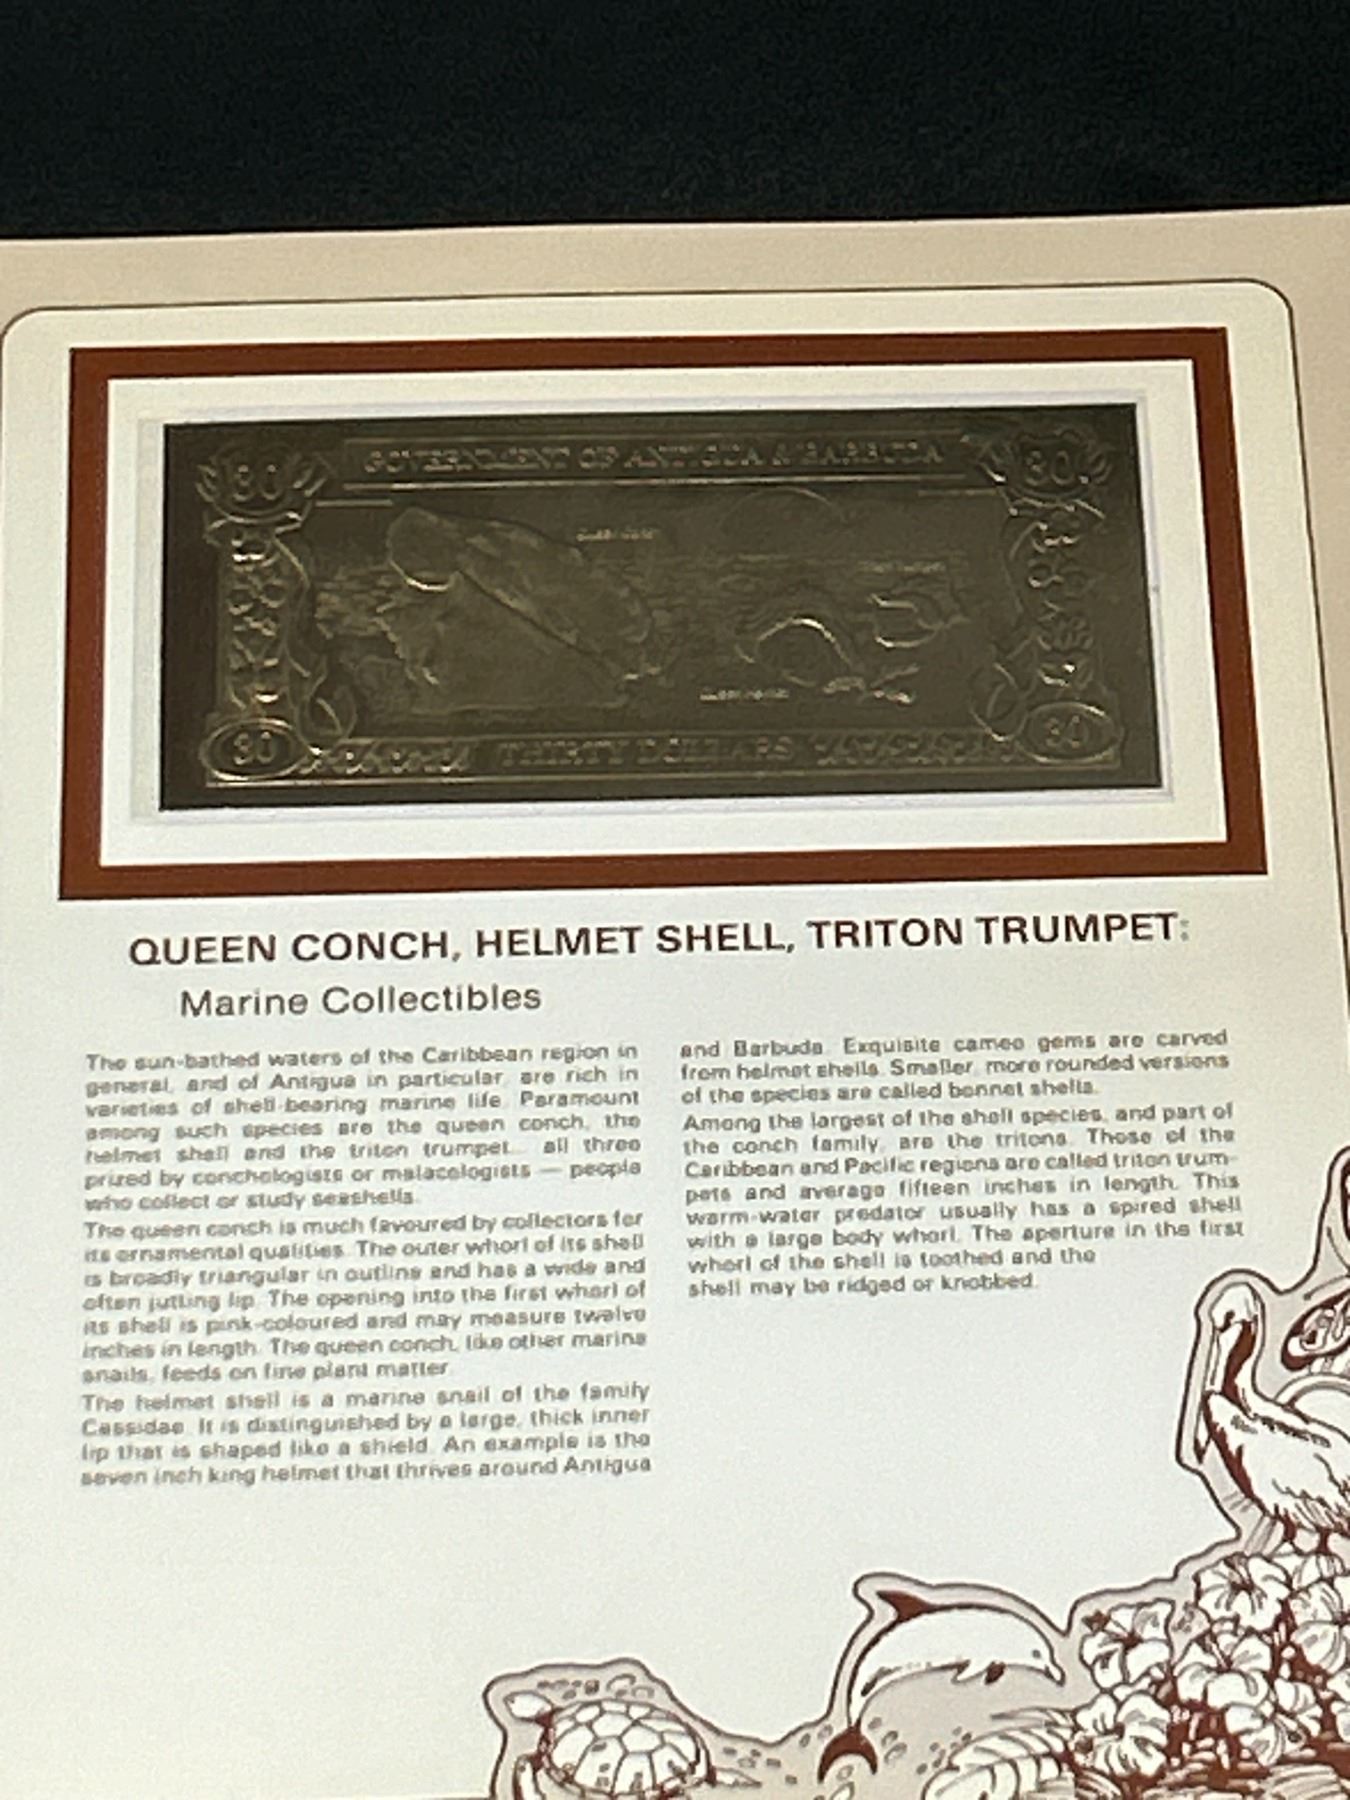 30
GOVERNMENT OF ANTIGUA & BARBUDA
30
30
THIRTY DOLLARS
30
QUEEN CONCH, HELMET SHELL, TRITON TRUMPET:
Marine Collectibles
The sun-bathed waters of the Caribbean region in
general, and of Antigua in particular, are rich in
varieties of shell-bearing marine life. Paramount
among such species are the queen conch, the
helmet shell and the triton trumpet... all three
prized by conchologists or malacologists — people
who collect or study seashells.
The queen conch is much favoured by collectors for
its ornamental qualities. The outer whorl of its shell
is broadly triangular in outline and has a wide and
often jutting lip. The opening into the first whorl of
its shell is pink-coloured and may measure twelve
inches in length. The queen conch, like other marine
snails, feeds on fine plant matter.
The helmet shell is a marine snail of the family
Cassidae. It is distinguished by a large, thick inner
lip that is shaped like a shield. An example is the
seven inch king helmet that thrives around Antigua
and Barbuda. Exquisite cameo gems are carved
from helmet shells. Smaller, more rounded versions
of the species are called bonnet shells.
Among the largest of the shell species, and part of
the conch family, are the tritons. Those of the
Caribbean and Pacific regions are called triton trum-
pets and average fifteen inches in length. This
warm-water predator usually has a spired shell
with a large body whorl. The aperture in the first
whorl of the shell is toothed and the
shell may be ridged or knobbed.